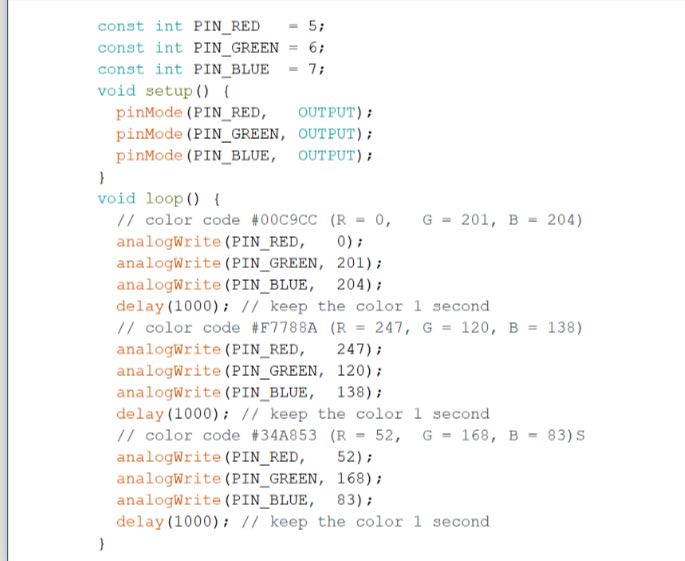 const int PIN_RED   = 5;
const int PIN_GREEN = 6;
const int PIN_BLUE  = 7;
void setup() {
  pinMode(PIN_RED,   OUTPUT);
  pinMode(PIN_GREEN, OUTPUT);
  pinMode(PIN_BLUE,  OUTPUT);
}
void loop() {
  // color code #00C9CC (R = 0,   G = 201, B = 204)
  analogWrite(PIN_RED,   0);
  analogWrite(PIN_GREEN, 201);
  analogWrite(PIN_BLUE,  204);
  delay(1000); // keep the color 1 second
  // color code #F7788A (R = 247, G = 120, B = 138)
  analogWrite(PIN_RED,   247);
  analogWrite(PIN_GREEN, 120);
  analogWrite(PIN_BLUE,  138);
  delay(1000); // keep the color 1 second
  // color code #34A853 (R = 52,  G = 168, B = 83)S
  analogWrite(PIN_RED,   52);
  analogWrite(PIN_GREEN, 168);
  analogWrite(PIN_BLUE,  83);
  delay(1000); // keep the color 1 second
}